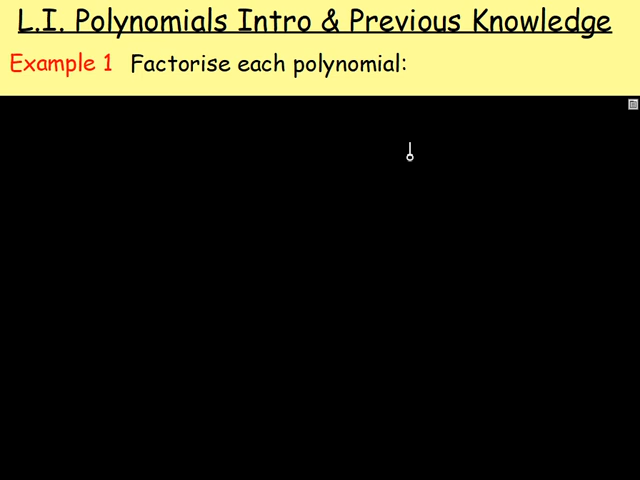 L.I. Polynomials Intro & Previous Knowledge
Example 1 Factorise each polynomial: